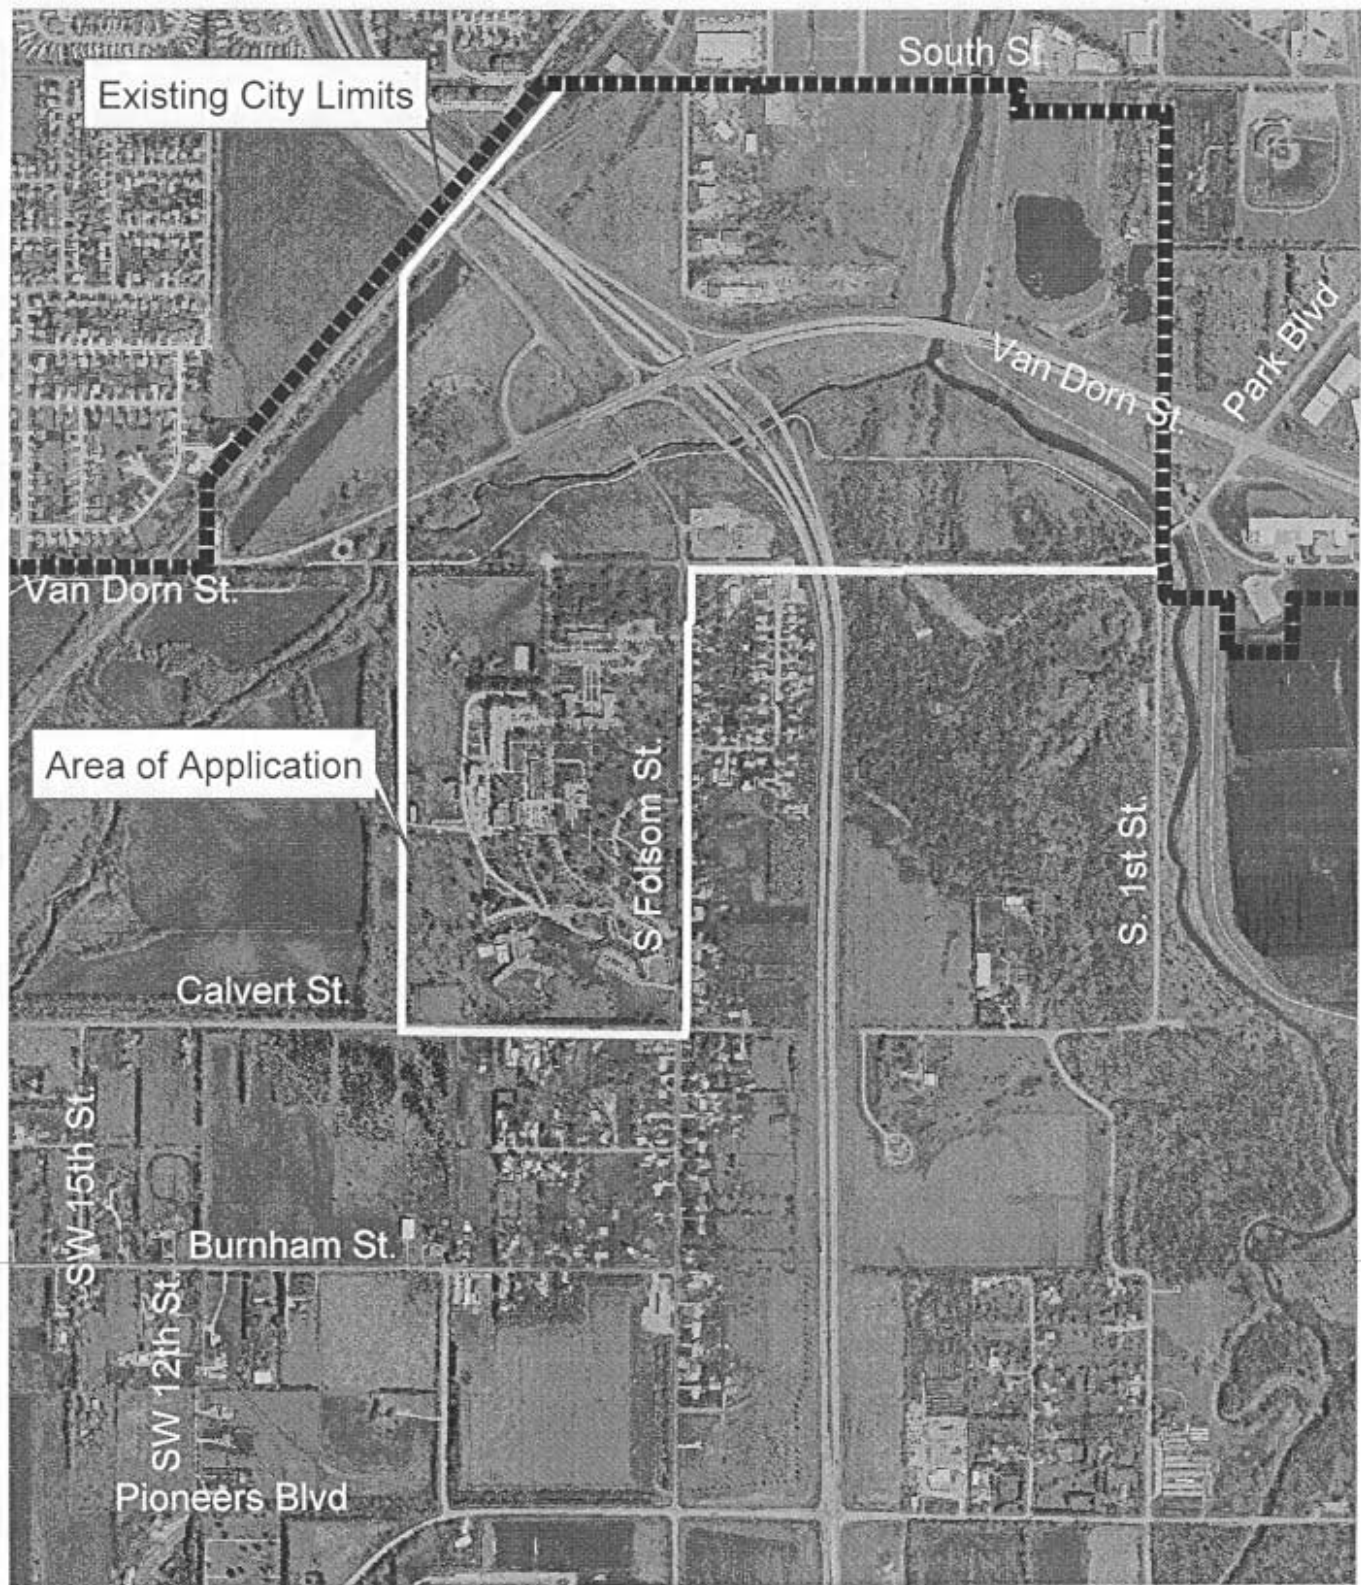 South St.
Existing City Limits
Van Dorn St.
Park Blvd
Van Dorn St.
Area of Application
S. Folsom St.
S. 1st St.
Calvert St.
SW 15th St.
Burnham St.
SW 12th St.
Pioneers Blvd